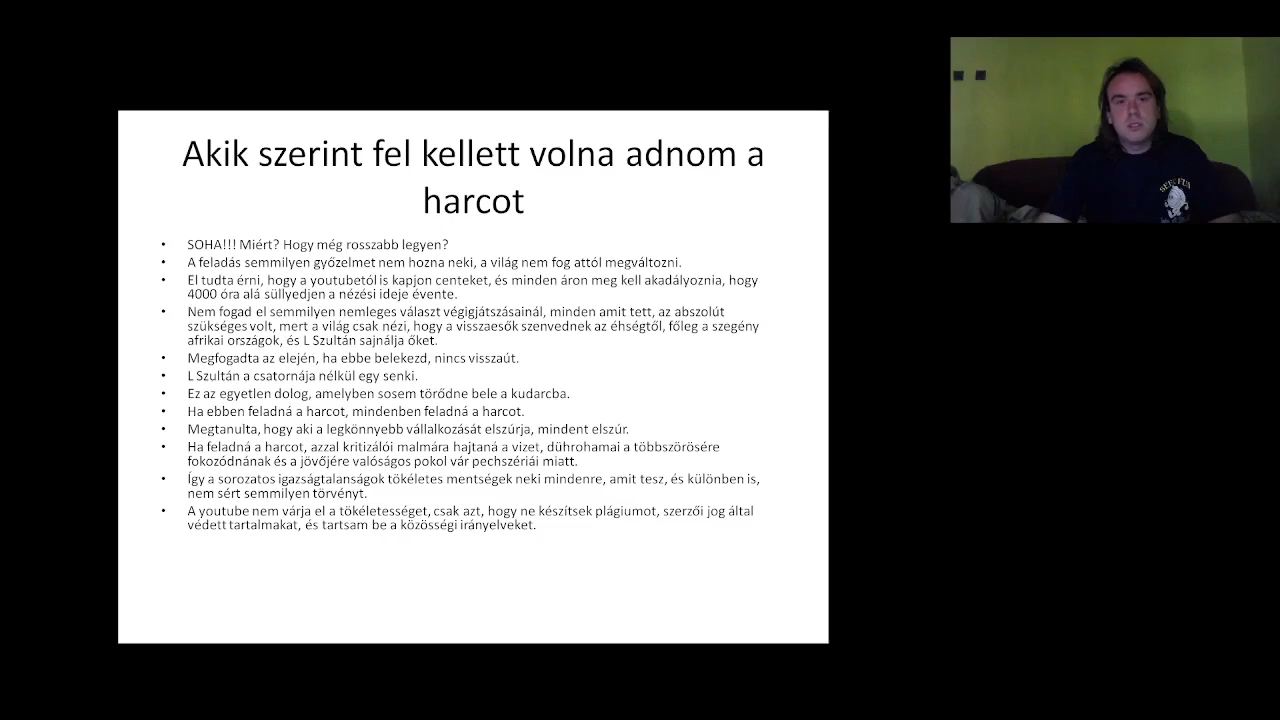 Akik szerint fel kellett volna adnom a
harcot
• SOHA!!! Miért? Hogy még rosszabb legyen?
• A feladás semmilyen győzelmet nem hozna neki, a világ nem fog attól megváltozni.
• El tudta érni, hogy a youtubetól is kapjon centeket, és minden áron meg kell akadályoznia, hogy
4000 óra alá süllyedjen a nézési ideje évente.
• Nem fogad el semmilyen nemleges választ végigjátszásainál, minden amit tett, az abszolút
szükséges volt, mert a világ csak nézi, hogy a visszaesők szenvednek az éhségtől, főleg a szegény
afrikai országok, és L Szultán sajnálja őket.
• Megfogadta az elején, ha ebbe belekezd, nincs visszaút.
• L Szultán a csatornája nélkül egy senki.
• Ez az egyetlen dolog, amelyben sosem törődne bele a kudarcba.
• Ha ebben feladná a harcot, mindenben feladná a harcot.
• Megtanulta, hogy aki a legkönnyebb vállalkozását elszúrja, mindent elszúr.
• Ha feladná a harcot, azzal kritizálói malmára hajtaná a vizet, dührohamai a többszörösére
fokozódnának és a jövőjére valóságos pokol vár pechszériái miatt.
• Így a sorozatos igazságtalanságok tökéletes mentségek neki mindenre, amit tesz, és különben is,
nem sért semmilyen törvényt.
• A youtube nem várja el a tökéletességet, csak azt, hogy ne készítsek plágiumot, szerzői jog által
védett tartalmakat, és tartsam be a közösségi irányelveket.